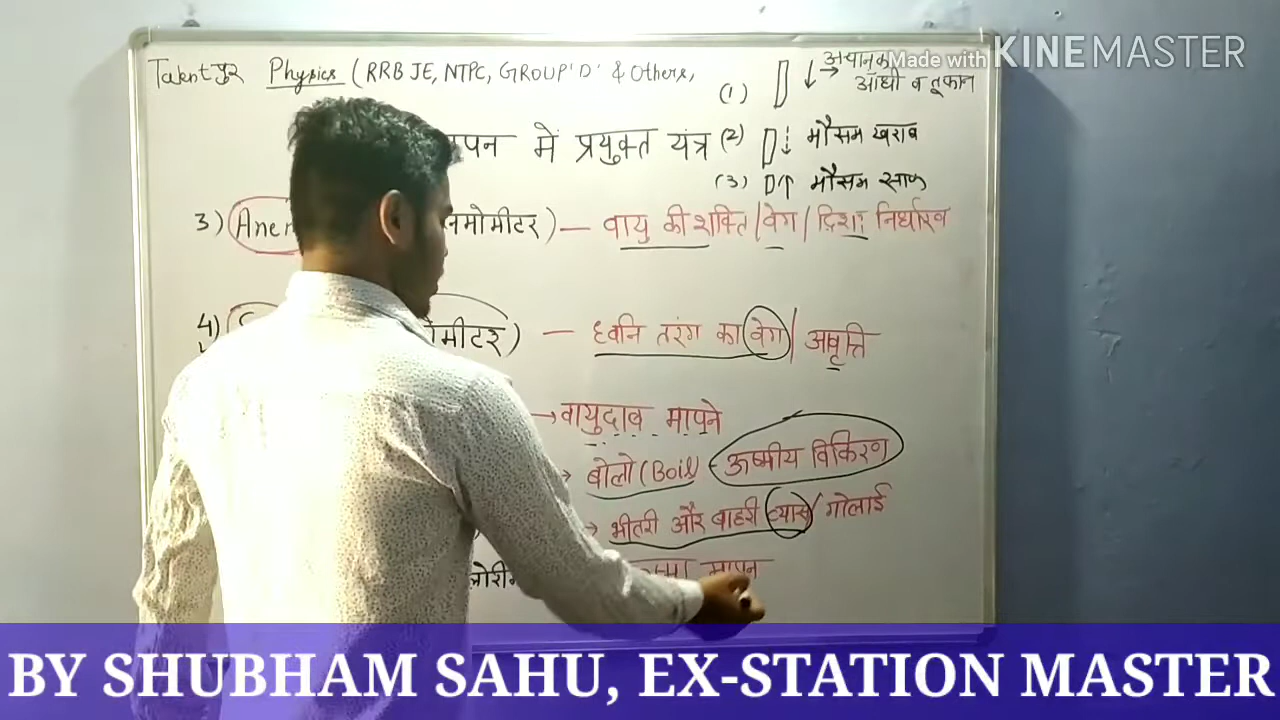 Talent गुरु Physics (RRB JE, NTPC, GROUP 'D' & Others,
(1) → अचानक
आंधी व तूफान
Made with KINEMASTER
पन में प्रयुक्त यंत्र (2) मौसम खराब
(3) मौसम साफ
3) Anem नमोमीटर) — वायु की शक्ति / वेग / दिशा निर्धारण
4) मीटर) — ध्वनि तरंग का वेग / आवृत्ति
→ वायुदाब मापने
→ बोलो (Boil) - ऊष्मीय विकिरण
→ भीतरी और बाहरी व्यास / गोलाई
लोरी मापन
BY SHUBHAM SAHU, EX-STATION MASTER